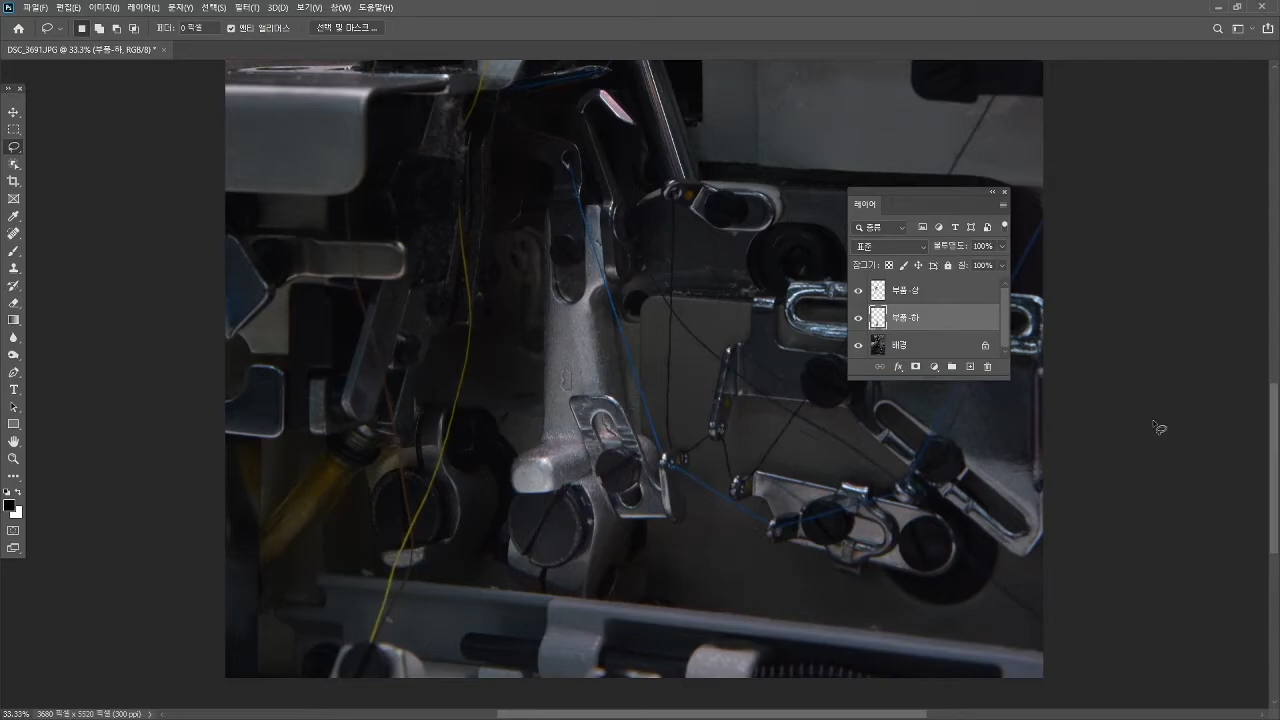 파일(F) 편집(E) 이미지(I) 레이어(L) 문자(Y) 선택(S) 필터(T) 3D(D) 보기(V) 창(W) 도움말(H)
페더: 0 픽셀 앤티 앨리어스 선택 및 마스크...
DSC_3691.JPG @ 33.3% (부품-하, RGB/8) *
레이어
종류
표준 불투명도: 100%
잠그기: 칠: 100%
부품-상
부품-하
배경
33.33% 3680 픽셀 x 5520 픽셀 (300 ppi)